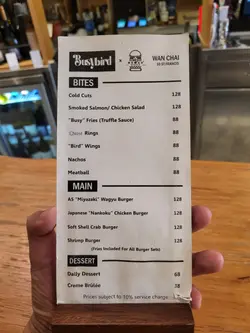 Busybird × WAN CHAI
BITES
Cold Cuts 128
Smoked Salmon/ Chicken Salad 128
"Busy" Fries (Truffle Sauce) 88
Onion Rings 88
"Bird" Wings 88
Nachos 88
Meatball 88
MAIN
A5 "Miyazaki" Wagyu Burger 128
Japanese "Nankotsu" Chicken Burger 128
Soft Shell Crab Burger 128
Shrimp Burger 128
(Fries Included For All Burger Sets)
DESSERT
Daily Dessert 68
Creme Brûlée 38
Prices subject to 10% service charge